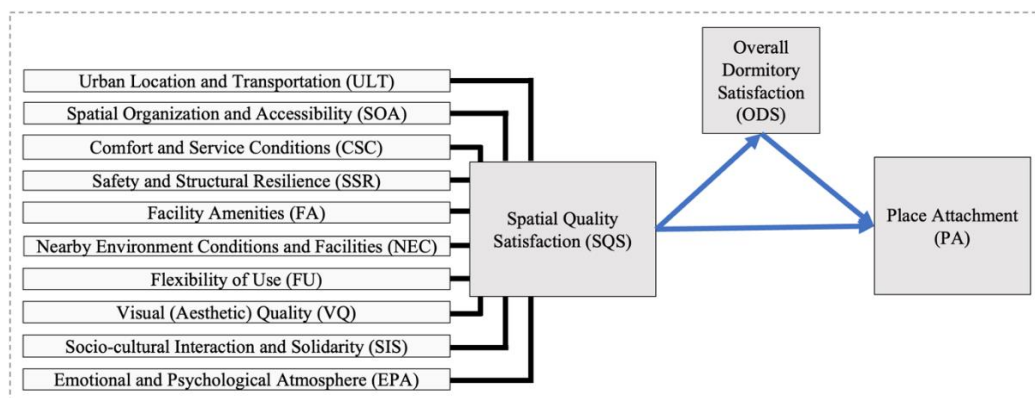 Urban Location and Transportation (ULT)
Spatial Organization and Accessibility (SOA)
Comfort and Service Conditions (CSC)
Safety and Structural Resilience (SSR)
Facility Amenities (FA)
Nearby Environment Conditions and Facilities (NEC)
Flexibility of Use (FU)
Visual (Aesthetic) Quality (VQ)
Socio-cultural Interaction and Solidarity (SIS)
Emotional and Psychological Atmosphere (EPA)
Spatial Quality
Satisfaction (SQS)
Overall
Dormitory
Satisfaction
(ODS)
Place Attachment
(PA)